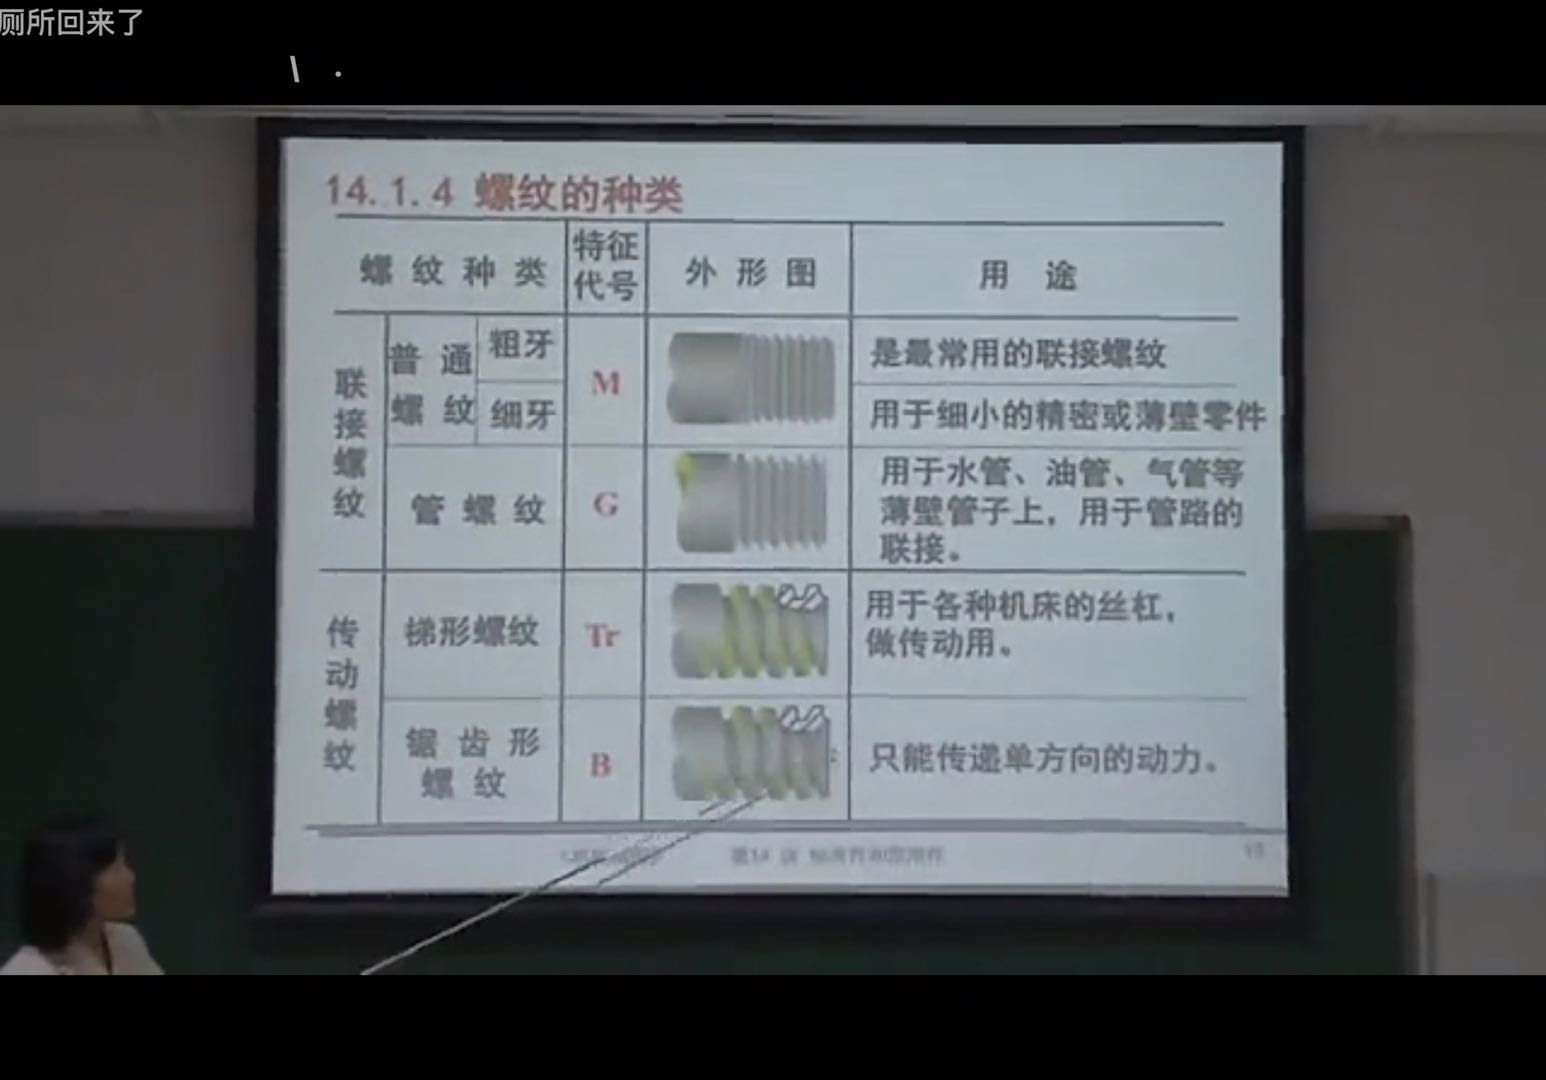 厕所回来了
14.1.4 螺纹的种类
螺纹种类
特征
代号
外形图
用途
联接螺纹
普通
螺纹
粗牙
细牙
M
是最常用的联接螺纹
用于细小的精密或薄壁零件
管螺纹
G
用于水管、油管、气管等
薄壁管子上，用于管路的
联接。
传动螺纹
梯形螺纹
Tr
用于各种机床的丝杠，
做传动用。
锯齿形
螺纹
B
只能传递单方向的动力。
第14